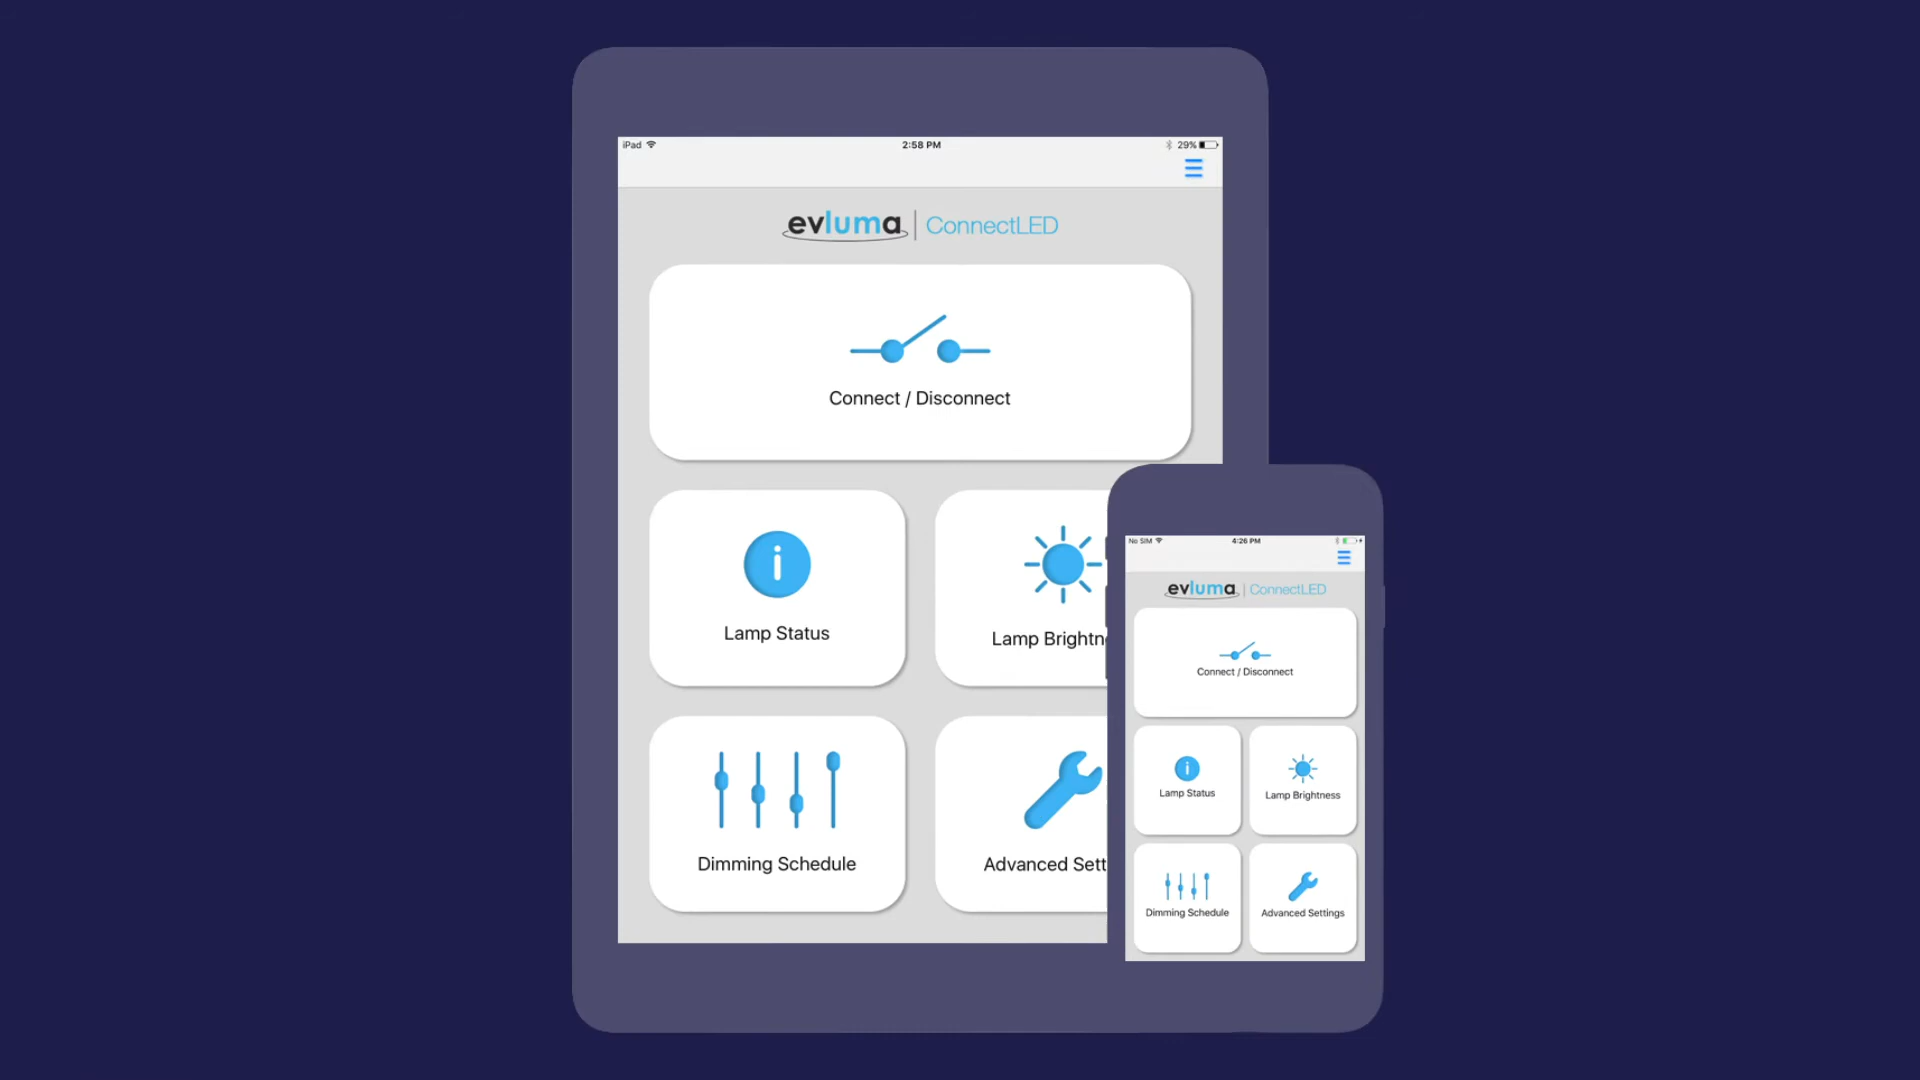 iPad 2:58 PM 29%
evluma | ConnectLED
Connect / Disconnect
Lamp Status
Lamp Brightn
Dimming Schedule
Advanced Sett
No SIM 4:26 PM
evluma | ConnectLED
Connect / Disconnect
Lamp Status
Lamp Brightness
Dimming Schedule
Advanced Settings